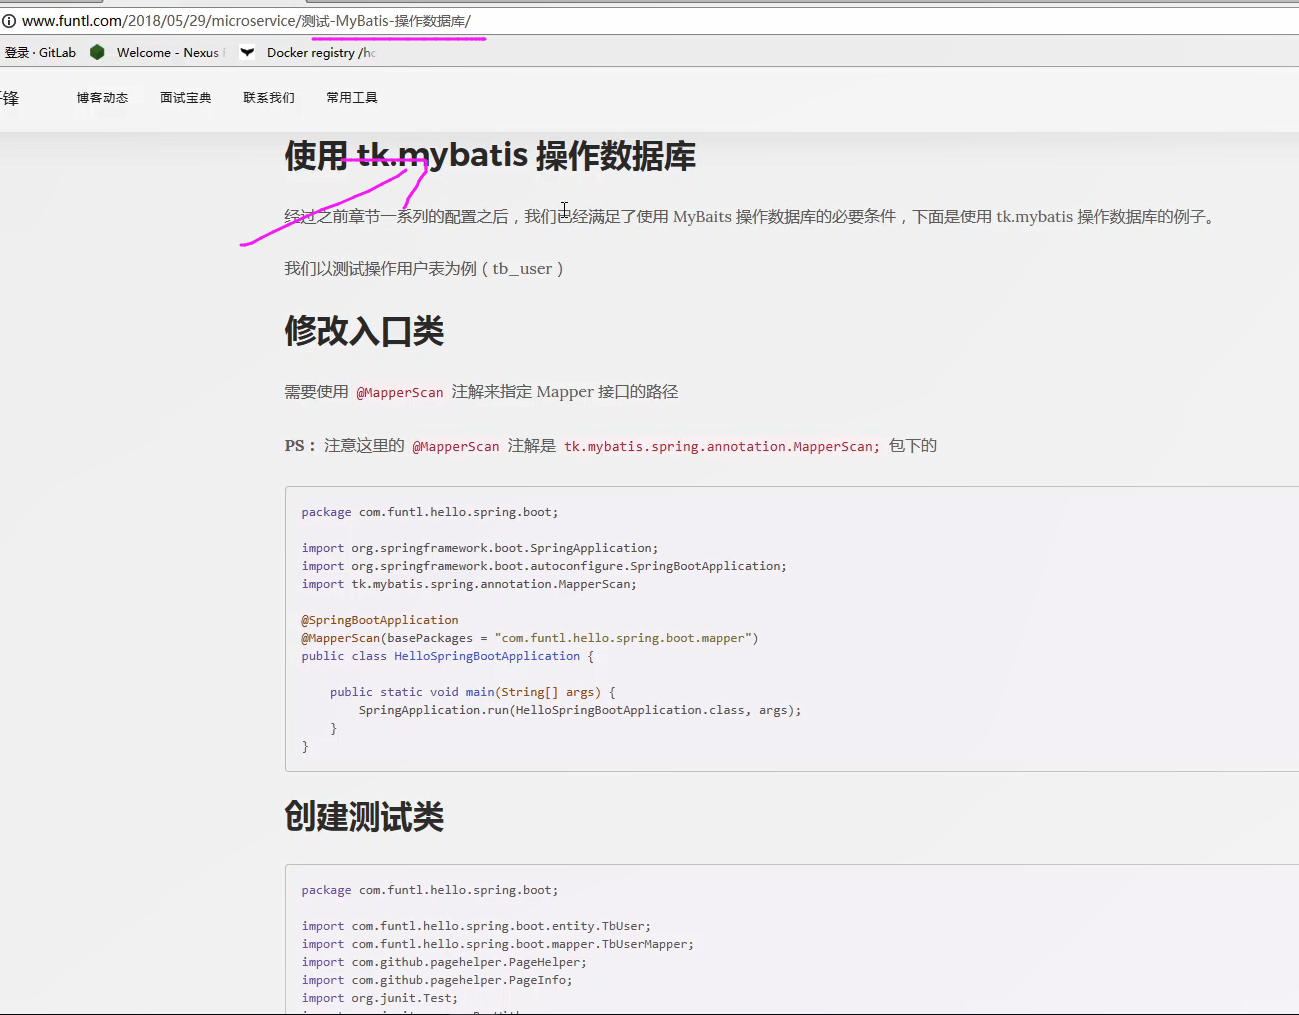 www.funtl.com/2018/05/29/microservice/测试-MyBatis-操作数据库/
登录 · GitLab Welcome - Nexus Docker registry /
锋 博客动态 面试宝典 联系我们 常用工具
使用 tk.mybatis 操作数据库
经过之前章节一系列的配置之后，我们已经满足了使用 MyBaits 操作数据库的必要条件，下面是使用 tk.mybatis 操作数据库的例子。
我们以测试操作用户表为例（tb_user）
修改入口类
需要使用 @MapperScan 注解来指定 Mapper 接口的路径
PS： 注意这里的 @MapperScan 注解是 tk.mybatis.spring.annotation.MapperScan; 包下的
package com.funtl.hello.spring.boot;
import org.springframework.boot.SpringApplication;
import org.springframework.boot.autoconfigure.SpringBootApplication;
import tk.mybatis.spring.annotation.MapperScan;
@SpringBootApplication
@MapperScan(basePackages = "com.funtl.hello.spring.boot.mapper")
public class HelloSpringBootApplication {
public static void main(String[] args) {
SpringApplication.run(HelloSpringBootApplication.class, args);
}
}
创建测试类
package com.funtl.hello.spring.boot;
import com.funtl.hello.spring.boot.entity.TbUser;
import com.funtl.hello.spring.boot.mapper.TbUserMapper;
import com.github.pagehelper.PageHelper;
import com.github.pagehelper.PageInfo;
import org.junit.Test;